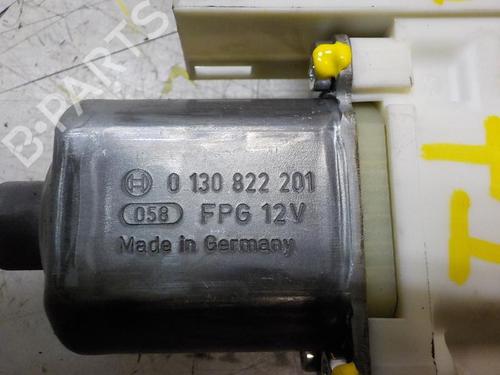 B-PARTS
0 130 822 201
058 FPG 12V
Made in Germany